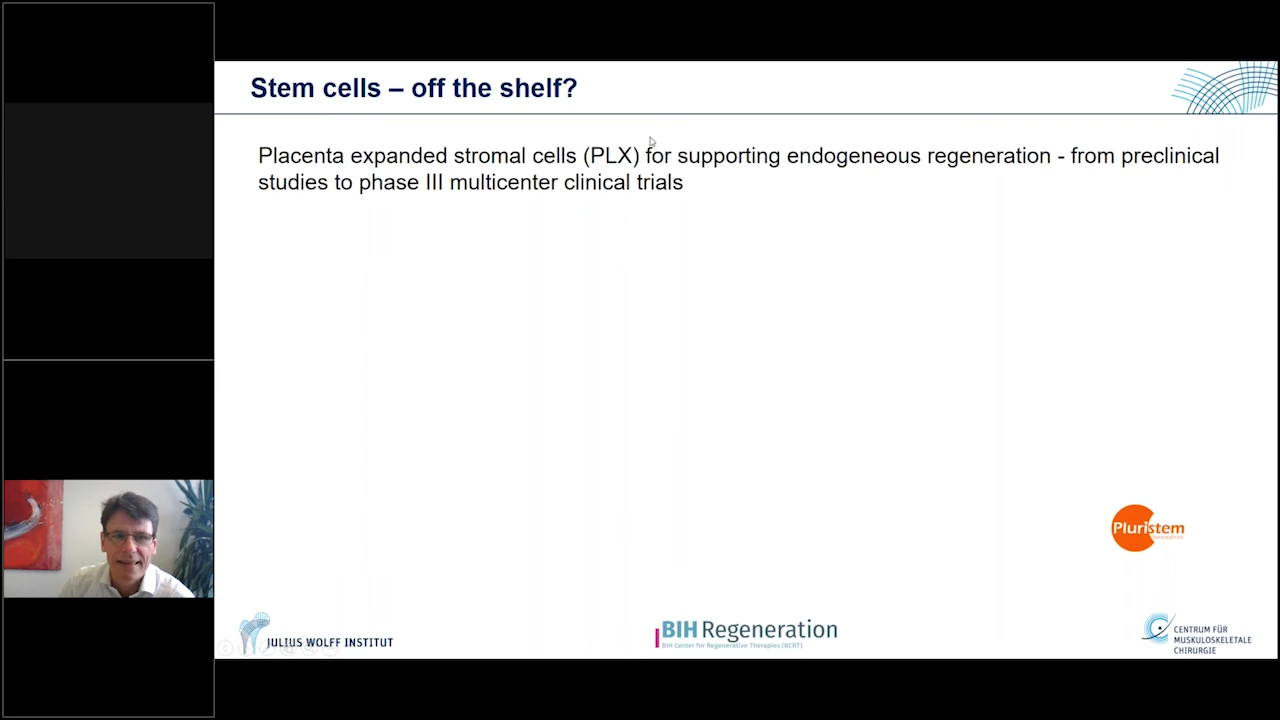 Stem cells – off the shelf?
Placenta expanded stromal cells (PLX) for supporting endogeneous regeneration - from preclinical
studies to phase III multicenter clinical trials
Pluristem
JULIUS WOLFF INSTITUT
BIH Regeneration
BIH Center for Regenerative Therapies (BCRT)
CENTRUM FÜR
MUSKULOSKELETALE
CHIRURGIE